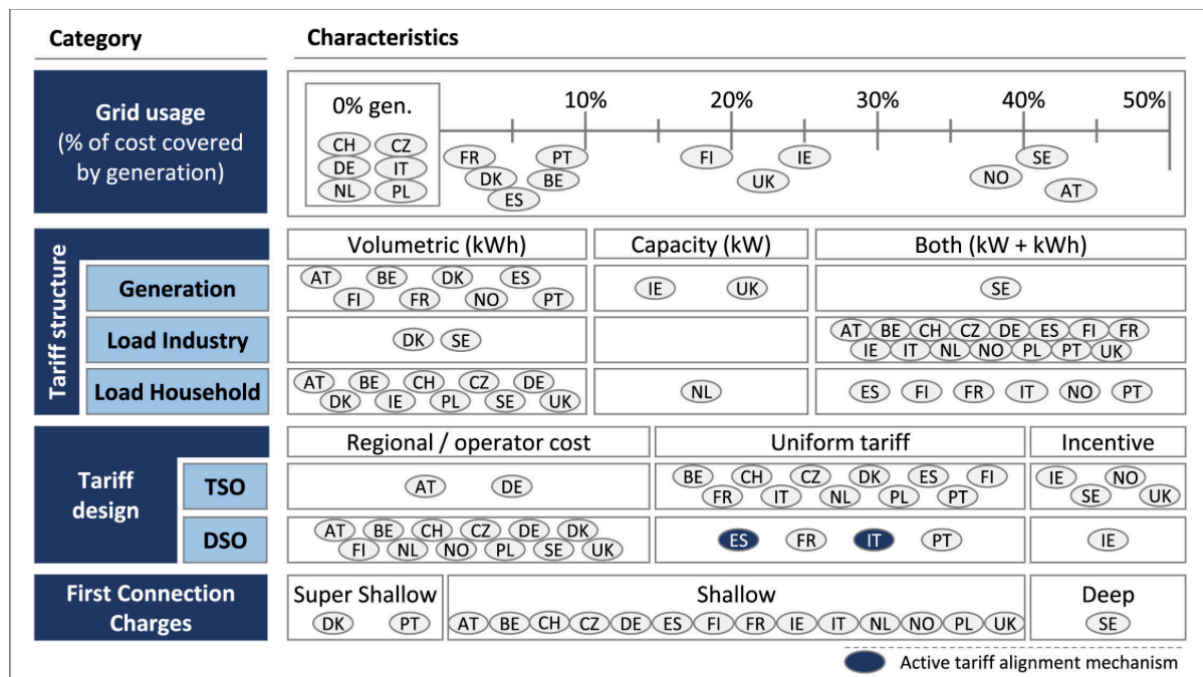 Category
Characteristics
Grid usage
(% of cost covered
by generation)
0% gen.
10%
20%
30%
40%
50%
CH CZ
DE IT
NL PL
FR PT FI IE SE
DK BE UK NO AT
ES
Tariff structure
Volumetric (kWh)
Capacity (kW)
Both (kW + kWh)
Generation
AT BE DK ES
FI FR NO PT
IE UK
SE
Load Industry
DK SE
AT BE CH CZ DE ES FI FR
IE IT NL NO PL PT UK
Load Household
AT BE CH CZ DE
DK IE PL SE UK
NL
ES FI FR IT NO PT
Tariff
design
Regional / operator cost
Uniform tariff
Incentive
TSO
AT DE
BE CH CZ DK ES FI
FR IT NL PL PT
IE NO
SE UK
DSO
AT BE CH CZ DE DK
FI NL NO PL SE UK
ES FR IT PT
IE
First Connection
Charges
Super Shallow
Shallow
Deep
DK PT
AT BE CH CZ DE ES FI FR IE IT NL NO PL UK
SE
Active tariff alignment mechanism